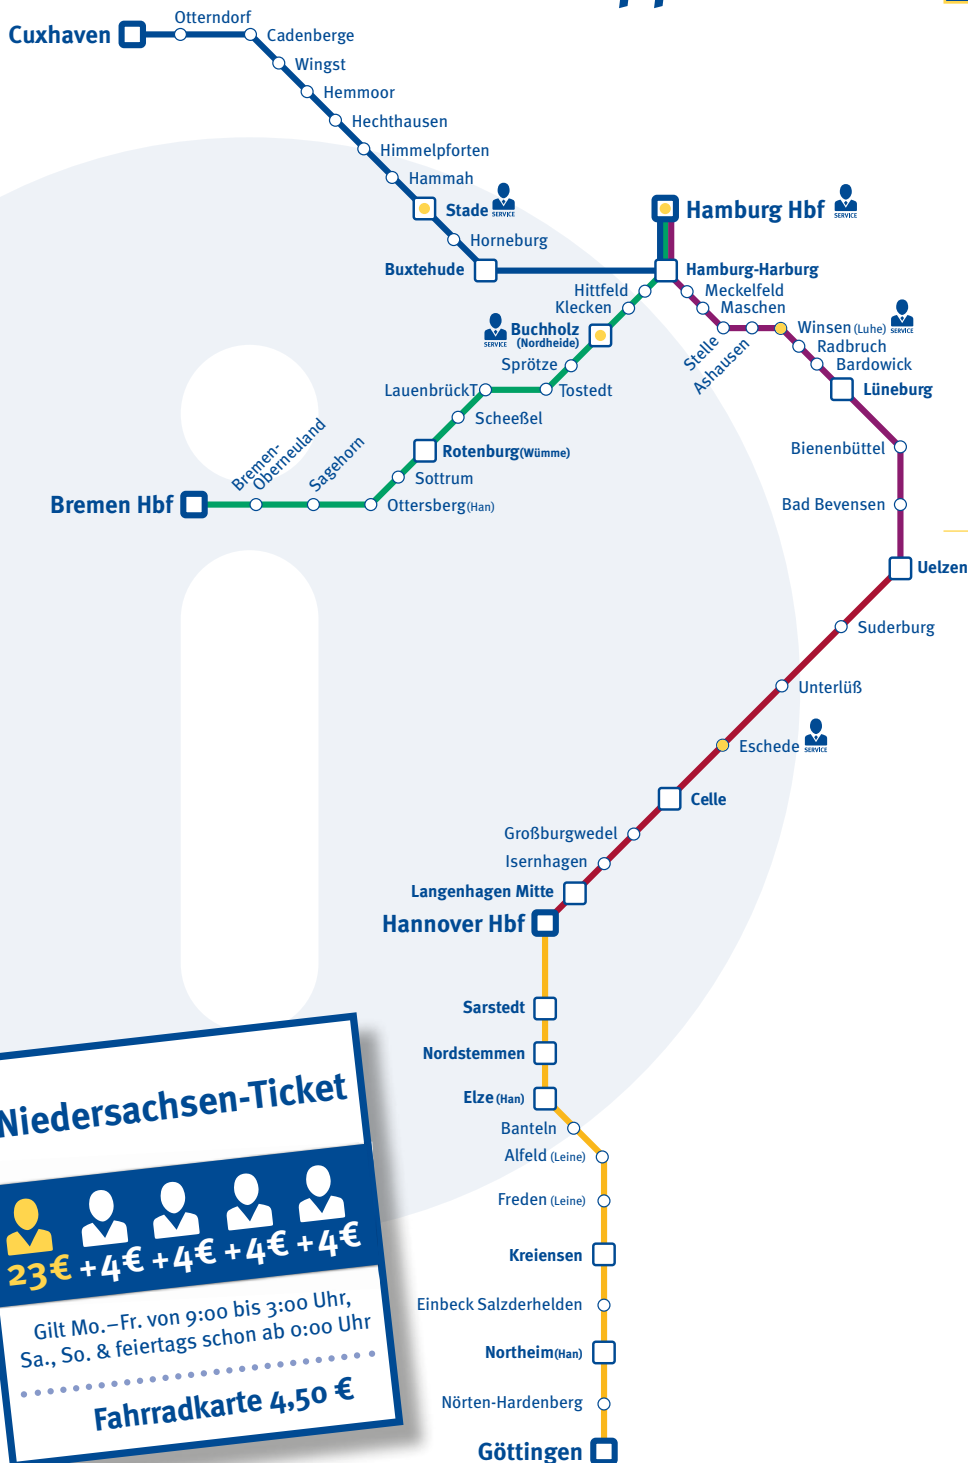 Otterndorf
Cuxhaven
Cadenberge
Wingst
Hemmoor
Hechthausen
Himmelpforten
Hammah
Stade
SERVICE
Hamburg Hbf
SERVICE
Horneburg
Buxtehude
Hamburg-Harburg
Hittfeld
Meckelfeld
Klecken
Maschen
SERVICE
Buchholz
(Nordheide)
Winsen (Luhe)
SERVICE
Stelle
Ashausen
Radbruch
Sprötze
Bardowick
LauenbrückT
Tostedt
Lüneburg
Scheeßel
Bremen-
Oberneuland
Sagehorn
Rotenburg(Wümme)
Bienenbüttel
Sottrum
Bremen Hbf
Ottersberg(Han)
Bad Bevensen
Uelzen
Suderburg
Unterlüß
Eschede
SERVICE
Celle
Großburgwedel
Isernhagen
Langenhagen Mitte
Hannover Hbf
Sarstedt
Nordstemmen
Elze (Han)
Banteln
Alfeld (Leine)
Freden (Leine)
Kreiensen
Einbeck Salzderhelden
Northeim(Han)
Nörten-Hardenberg
Göttingen
Niedersachsen-Ticket
23€ +4€ +4€ +4€ +4€
Gilt Mo.–Fr. von 9:00 bis 3:00 Uhr,
Sa., So. & feiertags schon ab 0:00 Uhr
Fahrradkarte 4,50 €